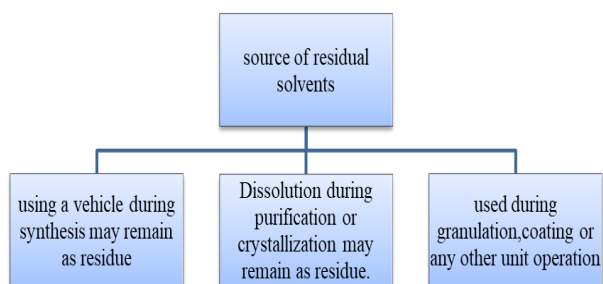 source of residual
solvents
using a vehicle during
synthesis may remain
as residue
Dissolution during
purification or
crystallization may
remain as residue.
used during
granulation,coating or
any other unit operation